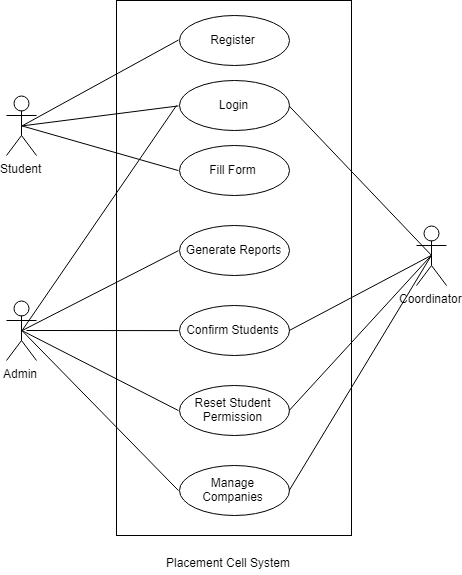 Register
Login
Fill Form
Student
Generate Reports
Coordinator
Confirm Students
Admin
Reset Student
Permission
Manage
Companies
Placement Cell System